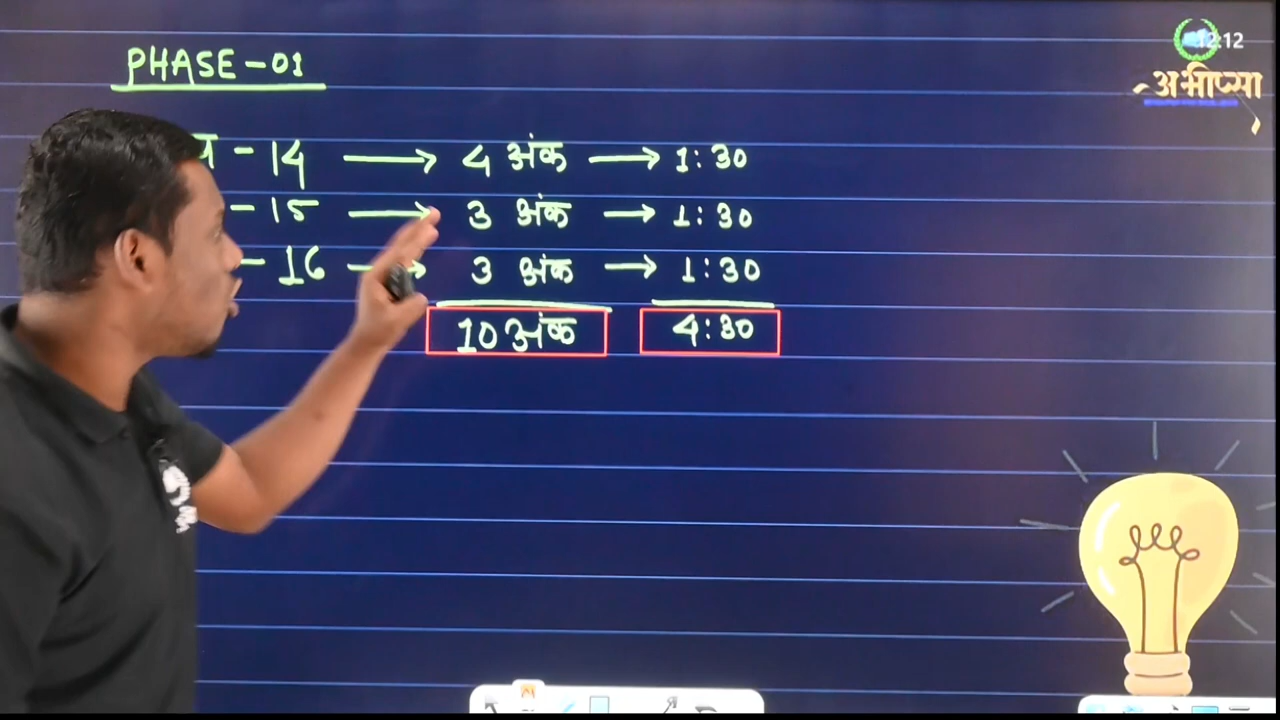 12:12
अभीप्सा
PHASE-01
- 14 → 4 अंक → 1:30
- 15 → 3 अंक → 1:30
- 16 → 3 अंक → 1:30
10 अंक 4:30